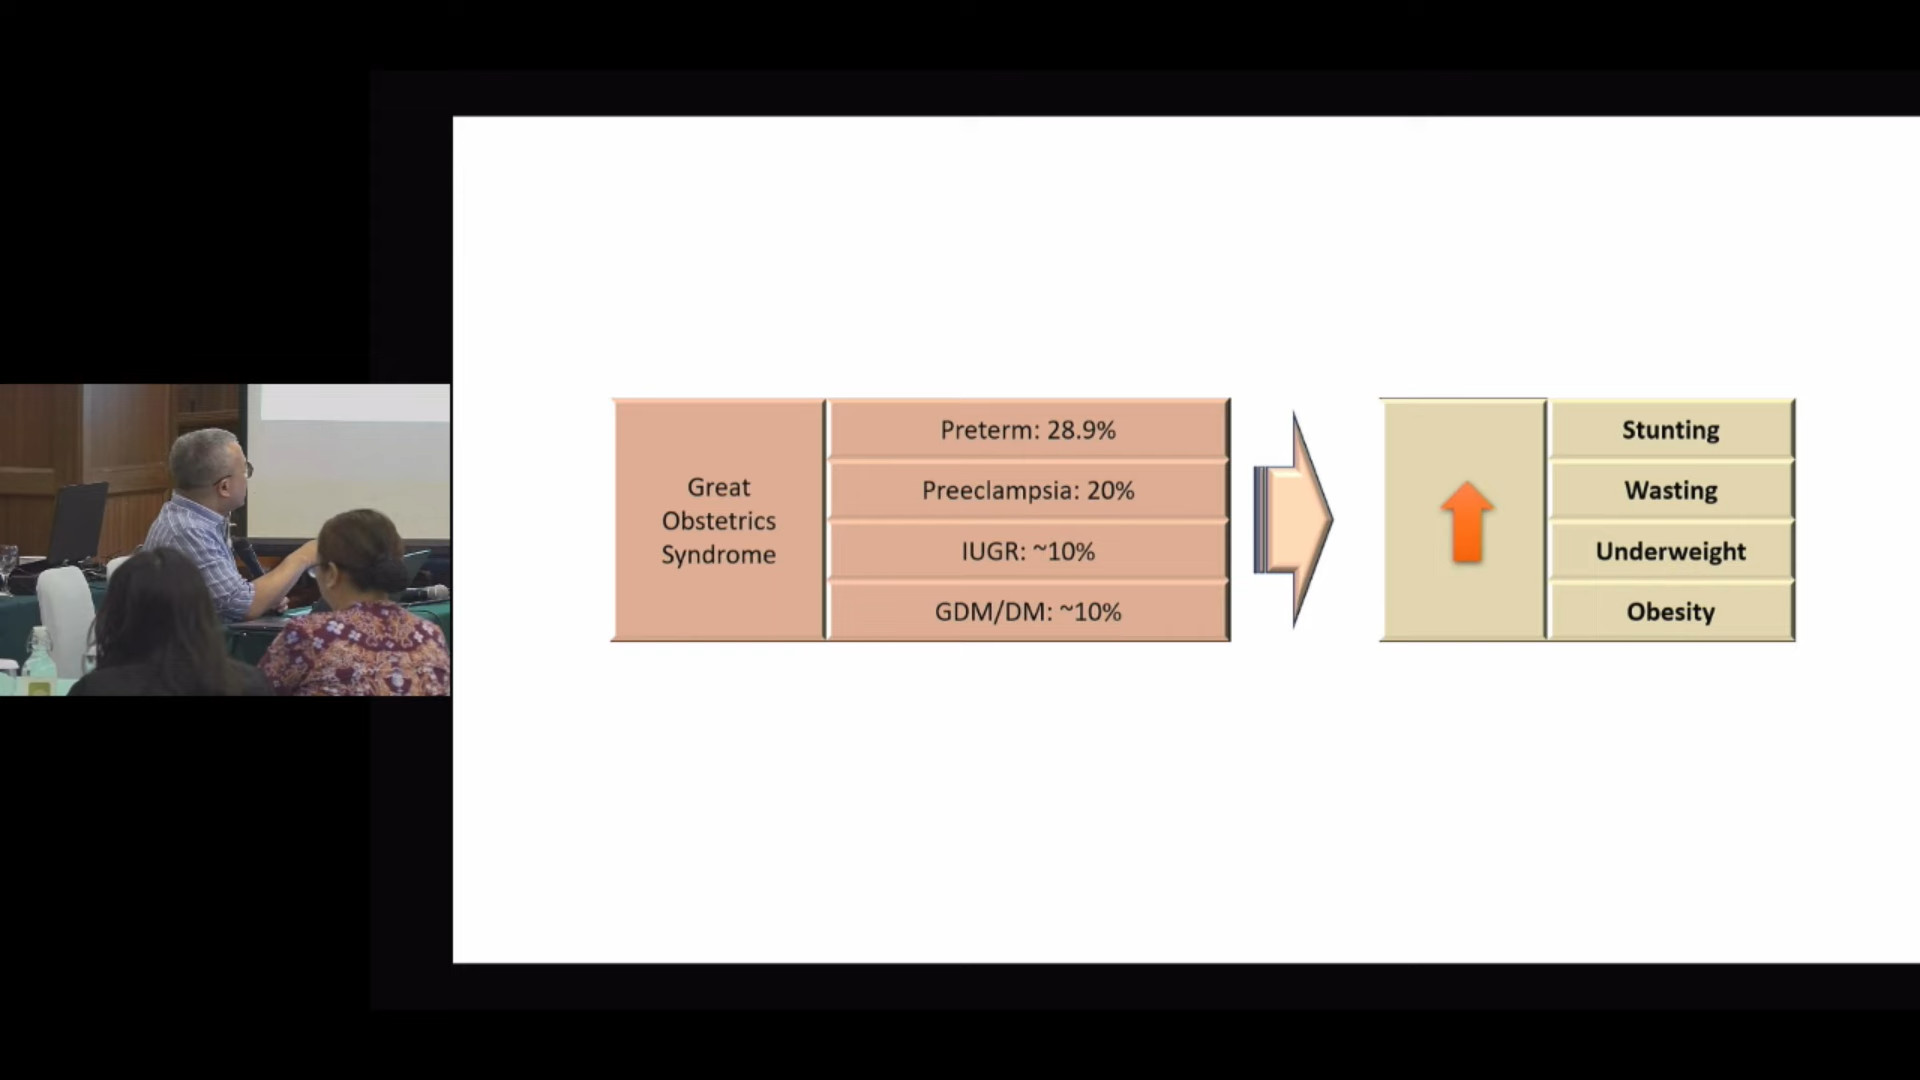 Great
Obstetrics
Syndrome
Preterm: 28.9%
Preeclampsia: 20%
IUGR: ~10%
GDM/DM: ~10%
Stunting
Wasting
Underweight
Obesity